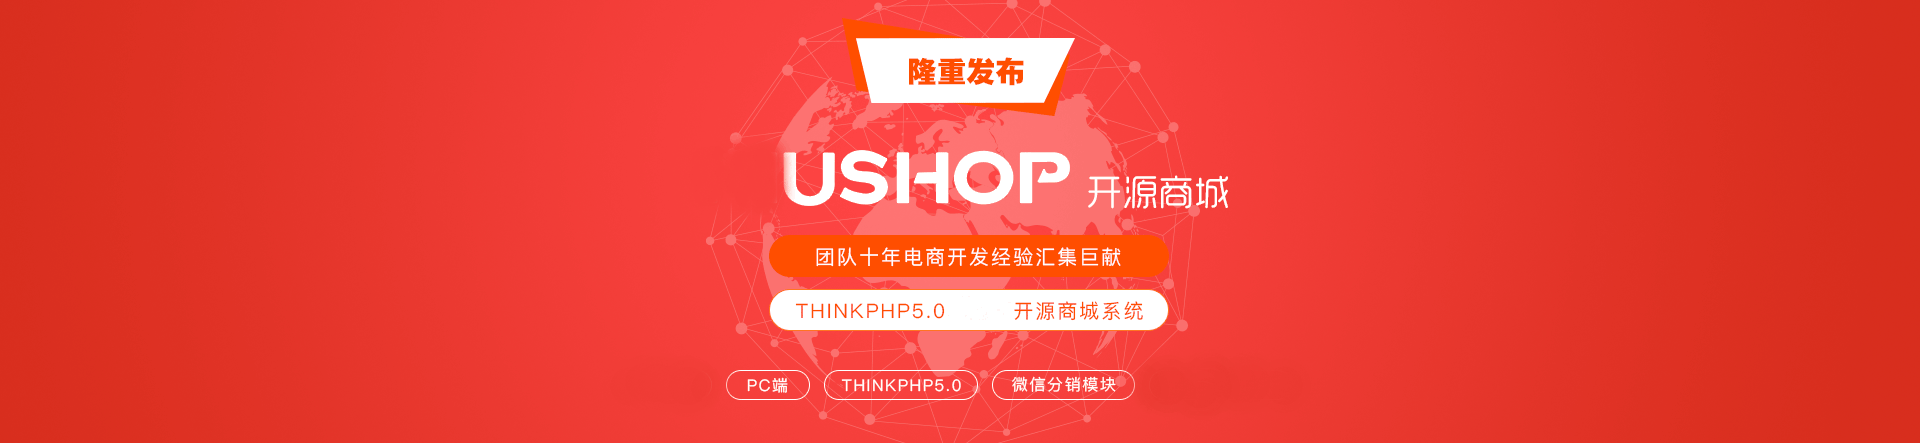 隆重发布
USHOP 开源商城
团队十年电商开发经验汇集巨献
THINKPHP5.0 开源商城系统
PC端 THINKPHP5.0 微信分销模块